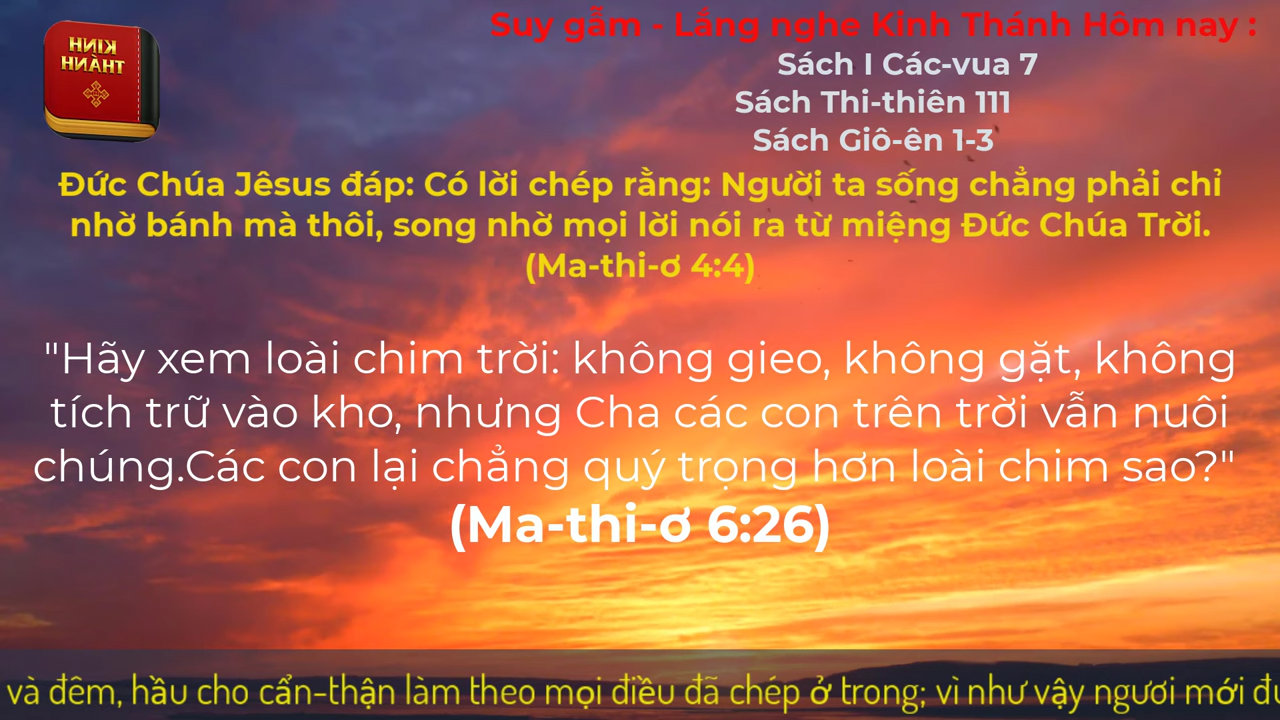 KINH
THÁNH
Suy gẫm - Lắng nghe Kinh Thánh Hôm nay :
Sách I Các-vua 7
Sách Thi-thiên 111
Sách Giô-ên 1-3
Đức Chúa Jêsus đáp: Có lời chép rằng: Người ta sống chẳng phải chỉ
nhờ bánh mà thôi, song nhờ mọi lời nói ra từ miệng Đức Chúa Trời.
(Ma-thi-ơ 4:4)
"Hãy xem loài chim trời: không gieo, không gặt, không
tích trữ vào kho, nhưng Cha các con trên trời vẫn nuôi
chúng.Các con lại chẳng quý trọng hơn loài chim sao?"
(Ma-thi-ơ 6:26)
và đêm, hầu cho cẩn-thận làm theo mọi điều đã chép ở trong; vì như vậy ngươi mới